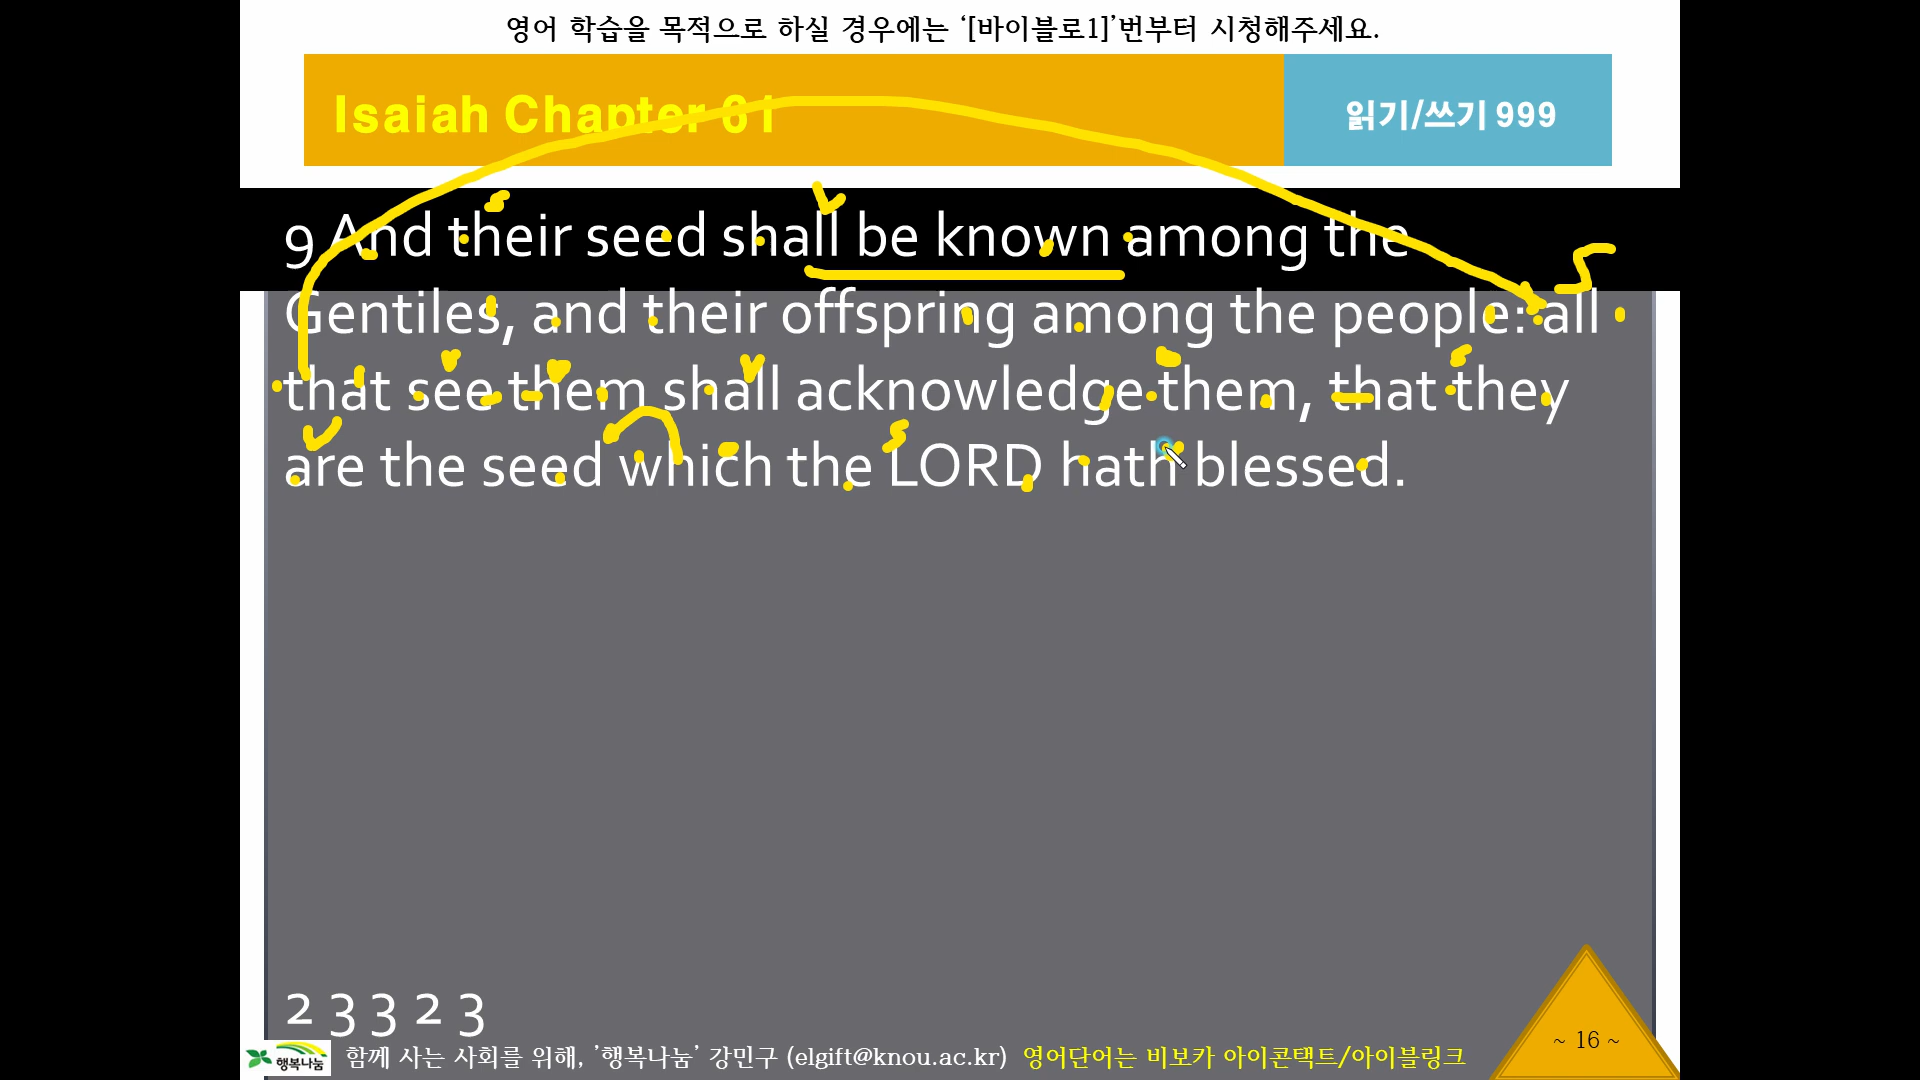 영어 학습을 목적으로 하실 경우에는 ‘[바이블로1]’번부터 시청해주세요.
Isaiah Chapter 61
읽기/쓰기 999
9 And their seed shall be known among the
Gentiles, and their offspring among the people: all
that see them shall acknowledge them, that they
are the seed which the LORD hath blessed.
2 3 3 2 3
~ 16 ~
행복나눔
함께 사는 사회를 위해, ’행복나눔’ 강민구 (elgift@knou.ac.kr) 영어단어는 비보카 아이콘택트/아이블링크